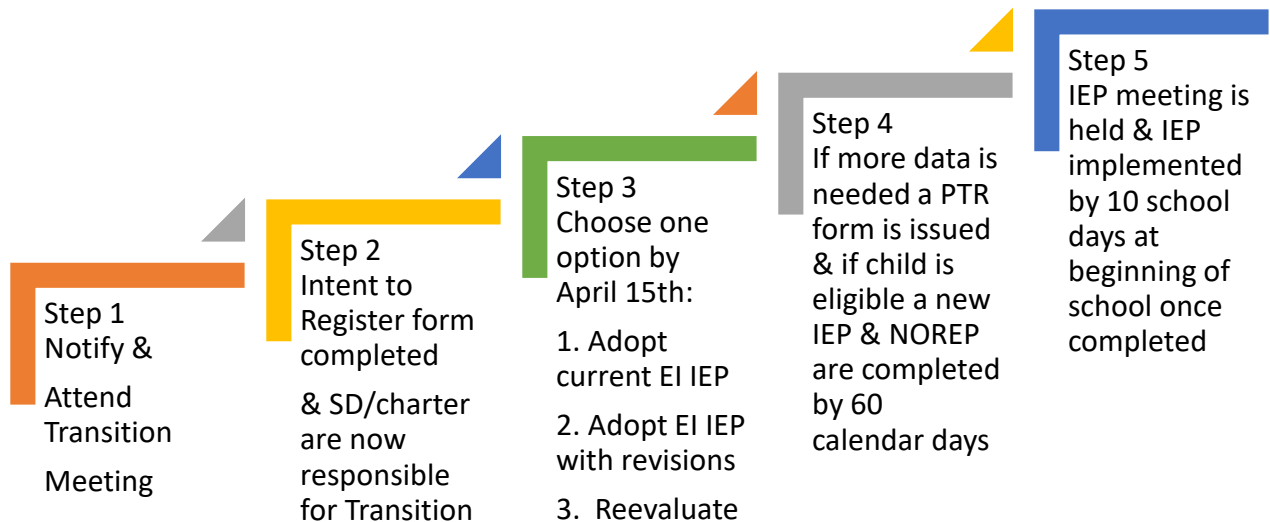 Step 1
Notify &
Attend
Transition
Meeting
Step 2
Intent to
Register form
completed
& SD/charter
are now
responsible
for Transition
Step 3
Choose one
option by
April 15th:
1. Adopt
current EI IEP
2. Adopt EI IEP
with revisions
3. Reevaluate
Step 4
If more data is
needed a PTR
form is issued
& if child is
eligible a new
IEP & NOREP
are completed
by 60
calendar days
Step 5
IEP meeting is
held & IEP
implemented
by 10 school
days at
beginning of
school once
completed